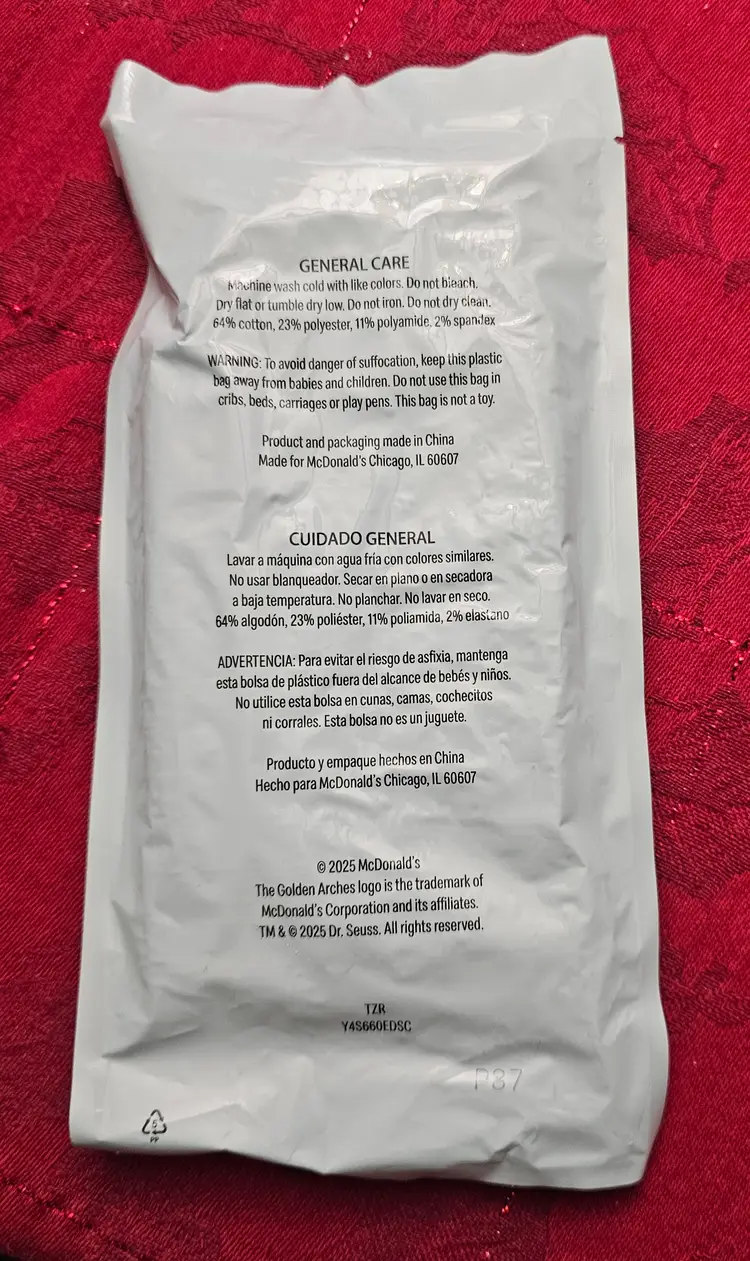 GENERAL CARE
Machine wash cold with like colors. Do not bleach.
Dry flat or tumble dry low. Do not iron. Do not dry clean.
64% cotton, 23% polyester, 11% polyamide, 2% spandex
WARNING: To avoid danger of suffocation, keep this plastic
bag away from babies and children. Do not use this bag in
cribs, beds, carriages or play pens. This bag is not a toy.
Product and packaging made in China
Made for McDonald's Chicago, IL 60607
CUIDADO GENERAL
Lavar a máquina con agua fría con colores similares.
No usar blanqueador. Secar en plano o en secadora
a baja temperatura. No planchar. No lavar en seco.
64% algodón, 23% poliéster, 11% poliamida, 2% elastano
ADVERTENCIA: Para evitar el riesgo de asfixia, mantenga
esta bolsa de plástico fuera del alcance de bebés y niños.
No utilice esta bolsa en cunas, camas, cochecitos
ni corrales. Esta bolsa no es un juguete.
Producto y empaque hechos en China
Hecho para McDonald's Chicago, IL 60607
© 2025 McDonald's
The Golden Arches logo is the trademark of
McDonald's Corporation and its affiliates.
TM & © 2025 Dr. Seuss. All rights reserved.
TZR
Y4S660EDSC
P37
5
PP